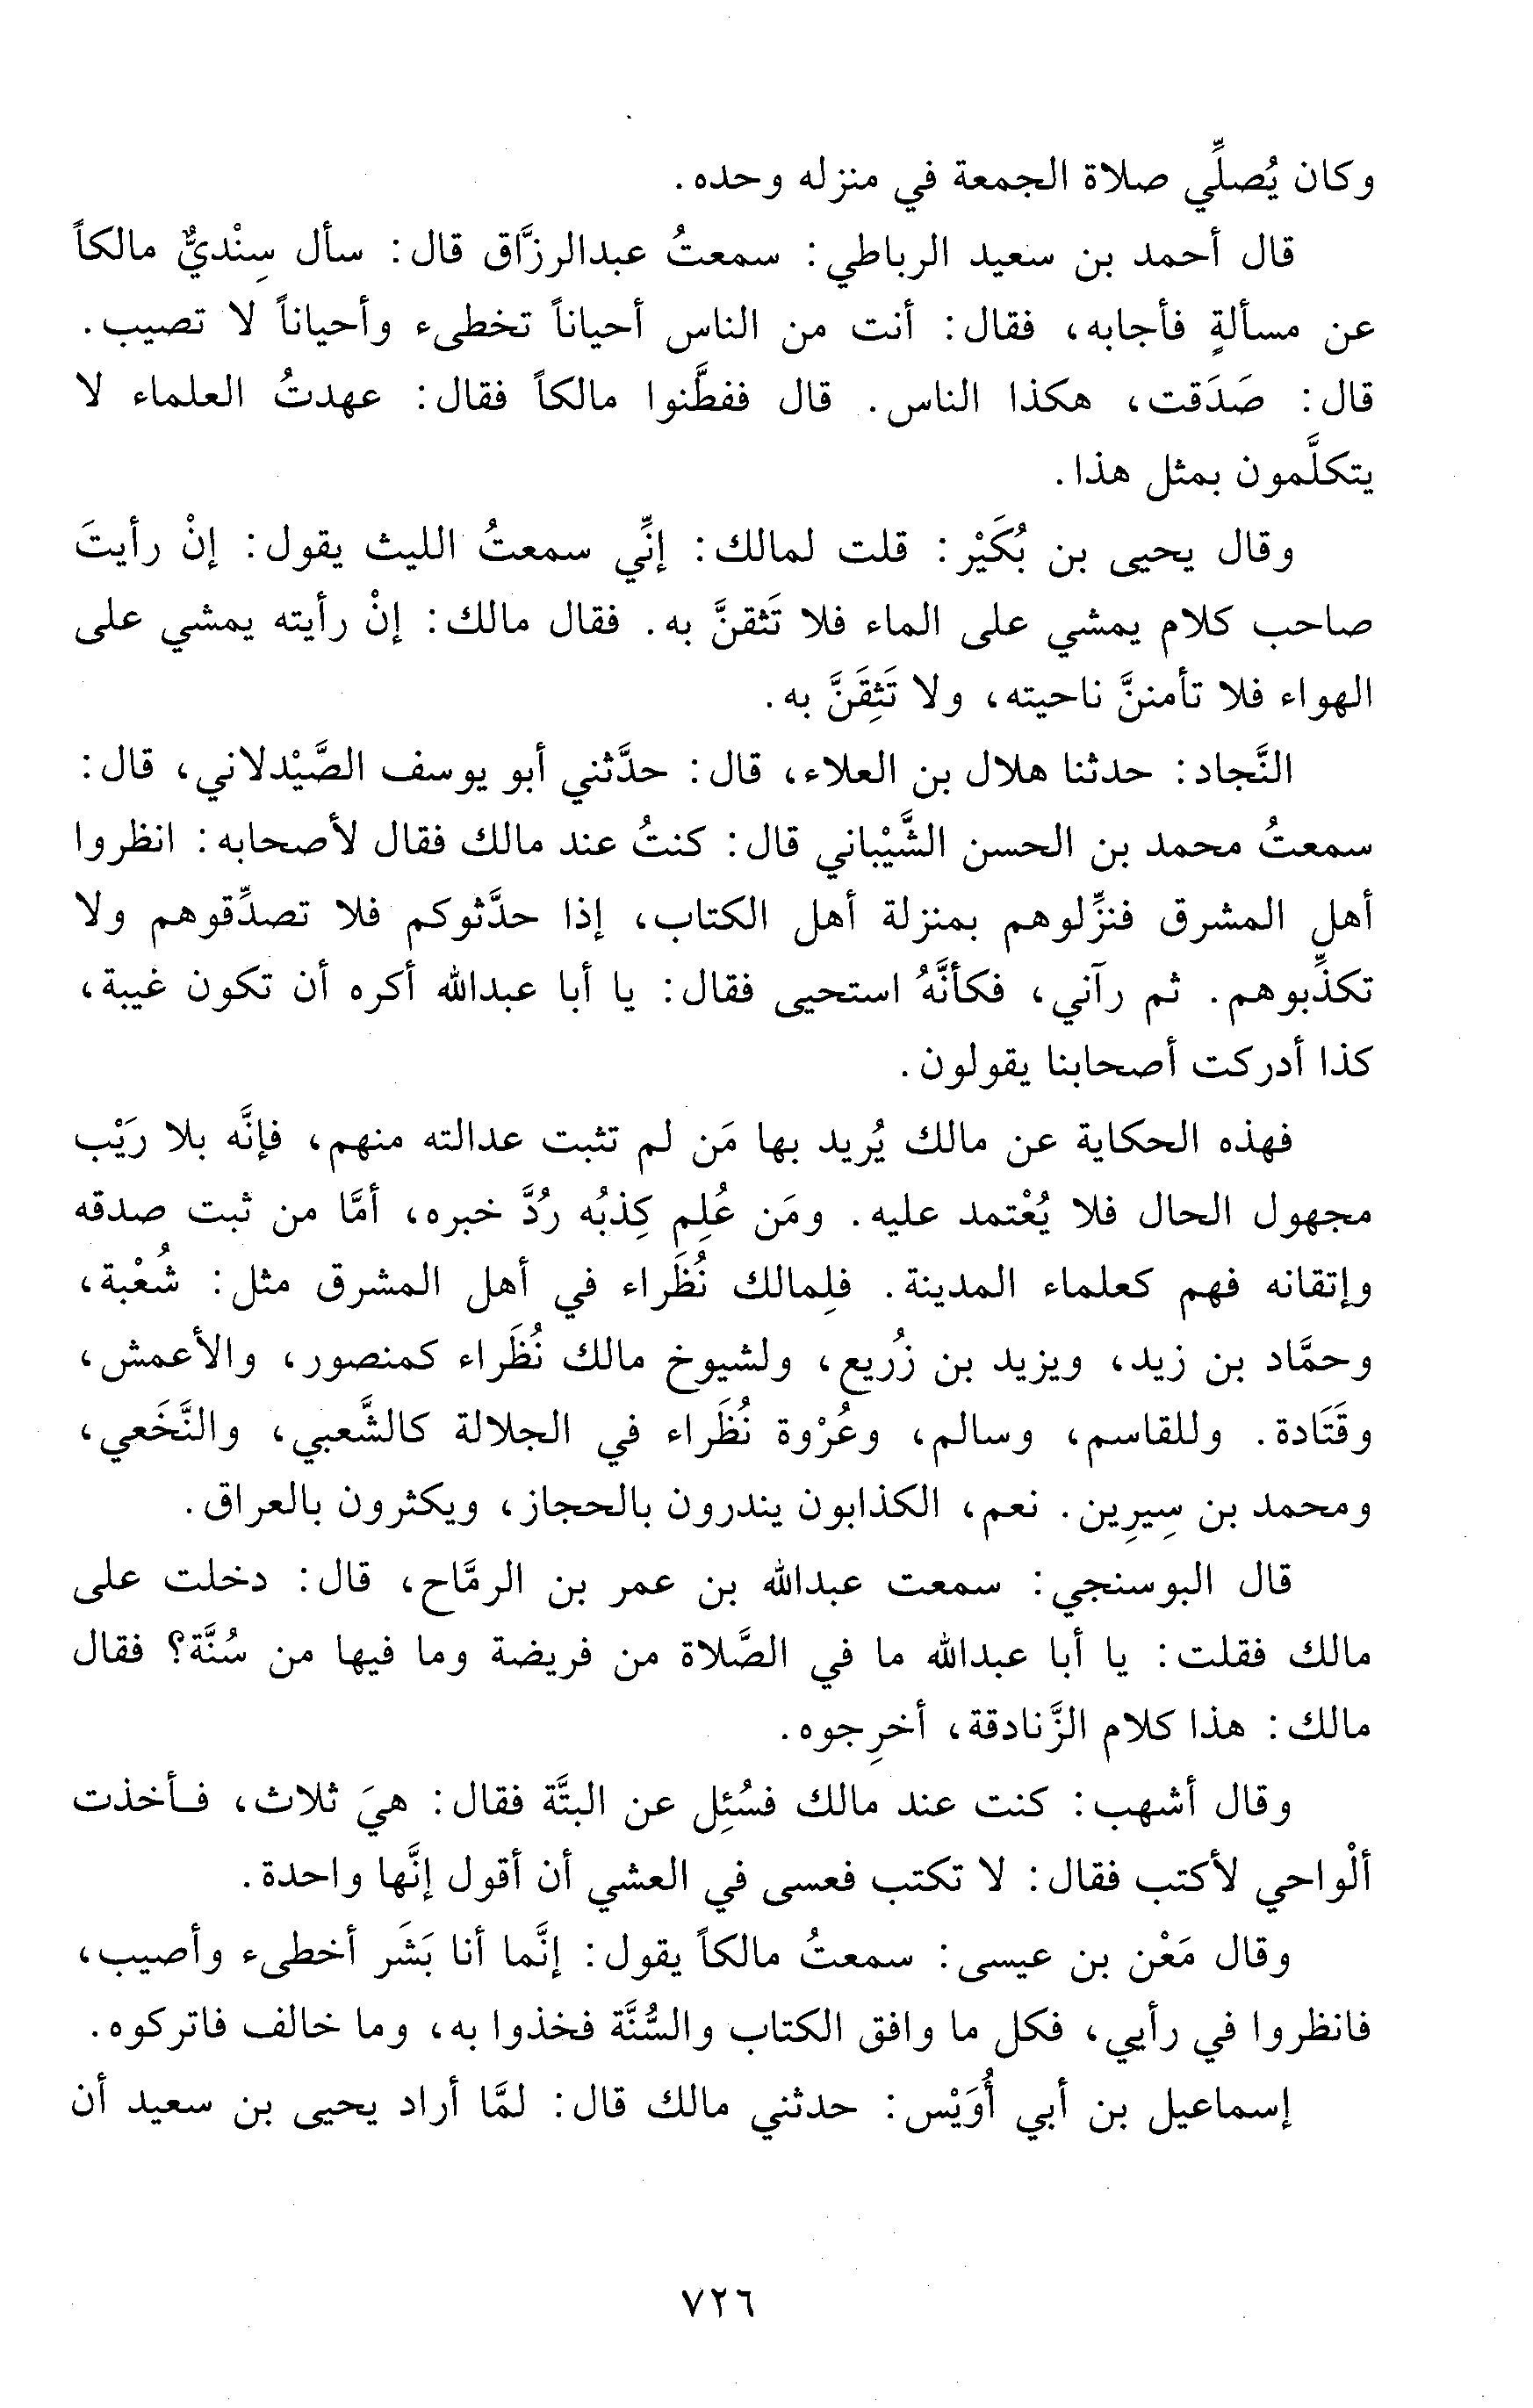 وكان يُصلِّي صلاة الجمعة في منزله وحده.
قال أحمد بن سعيد الرباطي: سمعتُ عبدالرزَّاق قال: سأل سِنْديٌّ مالكاً
عن مسألةٍ فأجابه، فقال: أنت من الناس أحياناً تخطىء وأحياناً لا تصيب.
قال: صَدَقت، هكذا الناس. قال ففطَّنوا مالكاً فقال: عهدتُ العلماء لا
يتكلَّمون بمثل هذا.
وقال يحيى بن بُكَيْر: قلت لمالك: إنِّي سمعتُ الليث يقول: إنْ رأيتَ
صاحب كلام يمشي على الماء فلا تَثقنَّ به. فقال مالك: إنْ رأيته يمشي على
الهواء فلا تأمننَّ ناحيته، ولا تَثِقَنَّ به.
النَّجاد: حدثنا هلال بن العلاء، قال: حدَّثني أبو يوسف الصَّيْدلاني، قال:
سمعتُ محمد بن الحسن الشَّيْباني قال: كنتُ عند مالك فقال لأصحابه: انظروا
أهل المشرق فنزِّلوهم بمنزلة أهل الكتاب، إذا حدَّثوكم فلا تصدِّقوهم ولا
تكذِّبوهم. ثم رآني، فكأنَّهُ استحيى فقال: يا أبا عبدالله أكره أن تكون غيبة،
كذا أدركت أصحابنا يقولون.
فهذه الحكاية عن مالك يُريد بها مَن لم تثبت عدالته منهم، فإنَّه بلا رَيْب
مجهول الحال فلا يُعْتمد عليه. ومَن عُلِم كِذبُه رُدَّ خبره، أمَّا من ثبت صدقه
وإتقانه فهم كعلماء المدينة. فلِمالك نُظَراء في أهل المشرق مثل: شُعْبة،
وحمَّاد بن زيد، ويزيد بن زُريع، ولشيوخ مالك نُظَراء كمنصور، والأعمش،
وقَتَادة. وللقاسم، وسالم، وعُرْوة نُظَراء في الجلالة كالشَّعبي، والنَّخَعي،
ومحمد بن سِيرِين. نعم، الكذابون يندرون بالحجاز، ويكثرون بالعراق.
قال البوسنجي: سمعت عبدالله بن عمر بن الرمَّاح، قال: دخلت على
مالك فقلت: يا أبا عبدالله ما في الصَّلاة من فريضة وما فيها من سُنَّة؟ فقال
مالك: هذا كلام الزَّنادقة، أخرِجوه.
وقال أشهب: كنت عند مالك فسُئِل عن البتَّة فقال: هيَ ثلاث، فأخذت
ألْواحي لأكتب فقال: لا تكتب فعسى في العشي أن أقول إنَّها واحدة.
وقال مَعْن بن عيسى: سمعتُ مالكاً يقول: إنَّما أنا بَشَر أخطىء وأصيب،
فانظروا في رأيي، فكل ما وافق الكتاب والسُّنَّة فخذوا به، وما خالف فاتركوه.
إسماعيل بن أبي أُوَيْس: حدثني مالك قال: لمَّا أراد يحيى بن سعيد أن
٧٢٦